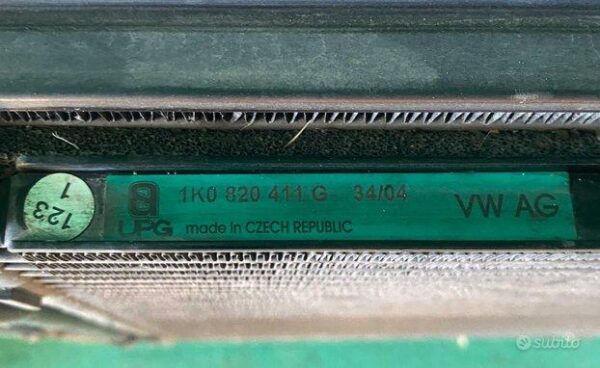 1K0 820 411 G 34/04
UPG made in CZECH REPUBLIC
VW AG
123
1
subito